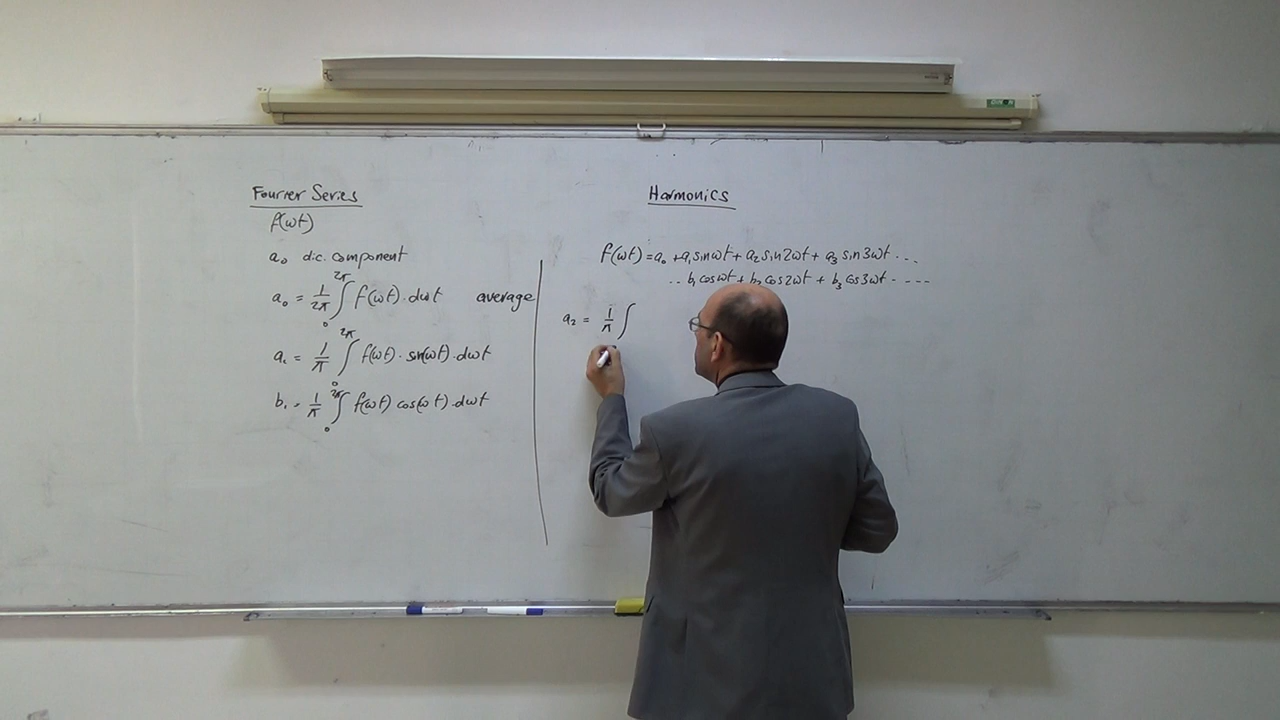 Fourier Series
f(ωt)
a₀ d.c. component
a₀ = 1/2π ∫₀^2π f(ωt)·dωt average
a₁ = 1/π ∫₀^2π f(ωt)·sin(ωt)·dωt
b₁ = 1/π ∫₀^2π f(ωt) cos(ωt)·dωt
Harmonics
f(ωt) = a₀ + a₁ sinωt + a₂ sin2ωt + a₃ sin3ωt ...
.. b₁ cosωt + b₂ cos2ωt + b₃ cos3ωt - ---
a₂ = 1/π ∫